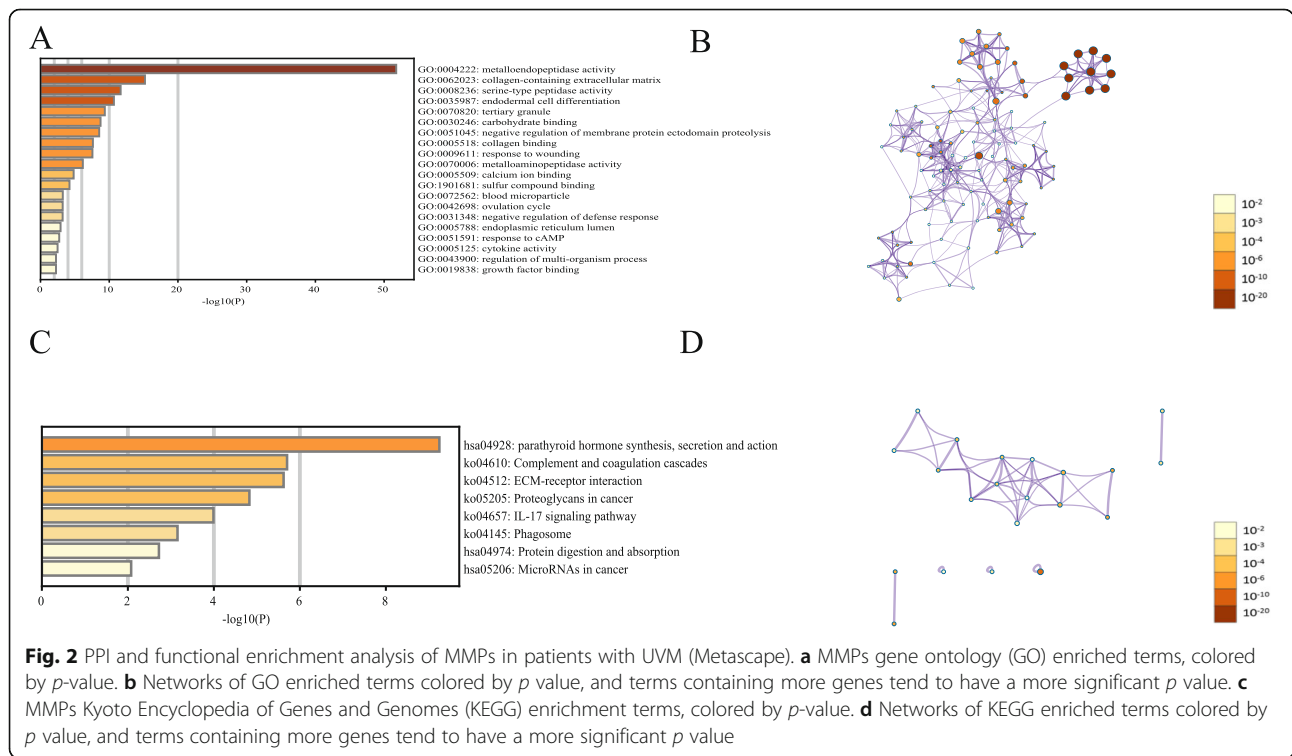 A
GO:0004222: metalloendopeptidase activity
GO:0062023: collagen-containing extracellular matrix
GO:0008236: serine-type peptidase activity
GO:0035987: endodermal cell differentiation
GO:0070820: tertiary granule
GO:0030246: carbohydrate binding
GO:0051045: negative regulation of membrane protein ectodomain proteolysis
GO:0005518: collagen binding
GO:0009611: response to wounding
GO:0070006: metalloaminopeptidase activity
GO:0005509: calcium ion binding
GO:1901681: sulfur compound binding
GO:0072562: blood microparticle
GO:0042698: ovulation cycle
GO:0031348: negative regulation of defense response
GO:0005788: endoplasmic reticulum lumen
GO:0051591: response to cAMP
GO:0005125: cytokine activity
GO:0043900: regulation of multi-organism process
GO:0019838: growth factor binding
0 10 20 30 40 50
-log10(P)
B
10⁻²
10⁻³
10⁻⁴
10⁻⁶
10⁻¹⁰
10⁻²⁰
C
hsa04928: parathyroid hormone synthesis, secretion and action
ko04610: Complement and coagulation cascades
ko04512: ECM-receptor interaction
ko05205: Proteoglycans in cancer
ko04657: IL-17 signaling pathway
ko04145: Phagosome
hsa04974: Protein digestion and absorption
hsa05206: MicroRNAs in cancer
0 2 4 6 8
-log10(P)
D
10⁻²
10⁻³
10⁻⁴
10⁻⁶
10⁻¹⁰
10⁻²⁰
Fig. 2 PPI and functional enrichment analysis of MMPs in patients with UVM (Metascape). a MMPs gene ontology (GO) enriched terms, colored
by p-value. b Networks of GO enriched terms colored by p value, and terms containing more genes tend to have a more significant p value. c
MMPs Kyoto Encyclopedia of Genes and Genomes (KEGG) enrichment terms, colored by p-value. d Networks of KEGG enriched terms colored by
p value, and terms containing more genes tend to have a more significant p value